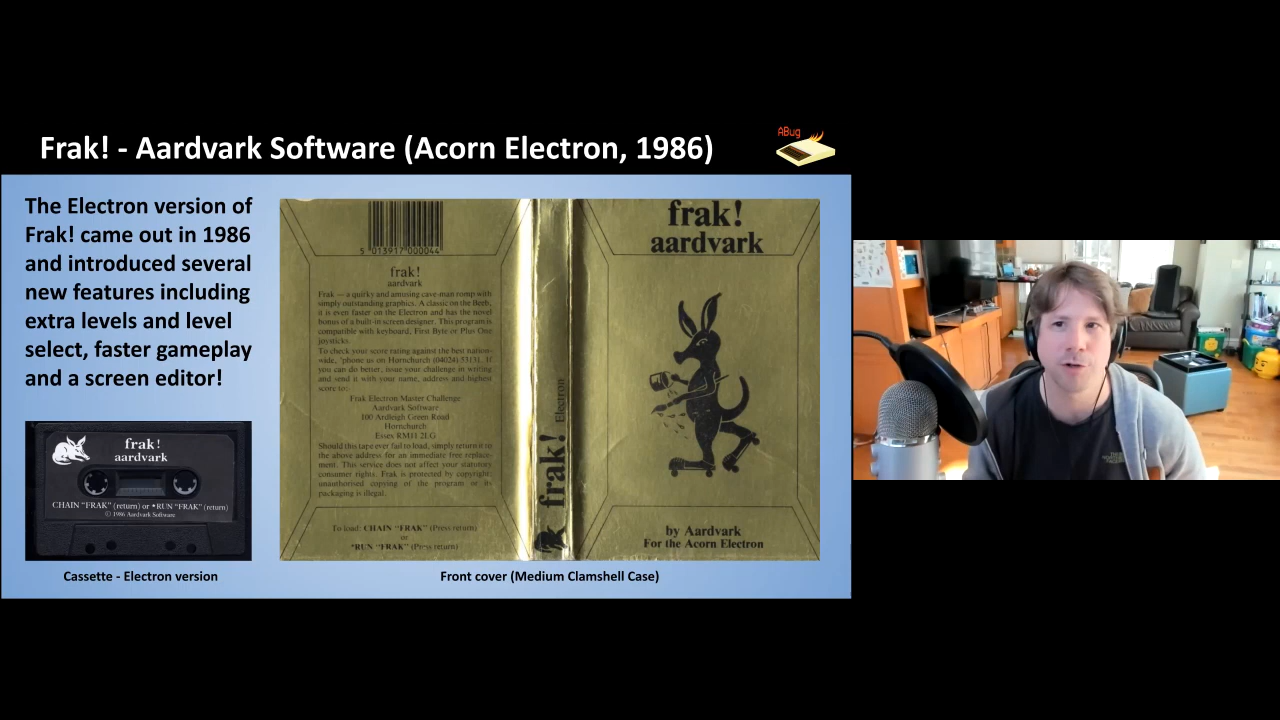 Frak! - Aardvark Software (Acorn Electron, 1986)
ABug
The Electron version of
Frak! came out in 1986
and introduced several
new features including
extra levels and level
select, faster gameplay
and a screen editor!
frak!
aardvark
CHAIN "FRAK" (return) or *RUN "FRAK" (return)
© 1986 Aardvark Software
Cassette - Electron version
5 013917 000044
frak!
aardvark
Frak — a quirky and amusing cave-man romp with
simply outstanding graphics. A classic on the Beeb,
it is even faster on the Electron and has the novel
bonus of a built-in screen designer. This program is
compatible with keyboard, First Byte or Plus One
joysticks.
To check your score rating against the best nation-
wide, 'phone us on Hornchurch (04024) 53131. If
you can do better, issue your challenge in writing
and send it with your name, address and highest
score to:
Frak Electron Master Challenge
Aardvark Software
100 Ardleigh Green Road
Hornchurch
Essex RM11 2LG
Should this tape ever fail to load, simply return it to
the above address for an immediate free replace-
ment. This service does not affect your statutory
consumer rights. Frak is protected by copyright;
unauthorised copying of the program or its
packaging is illegal.
To load: CHAIN "FRAK" (Press return)
or
*RUN "FRAK" (Press return)
frak! Electron
frak!
aardvark
by Aardvark
For the Acorn Electron
Front cover (Medium Clamshell Case)